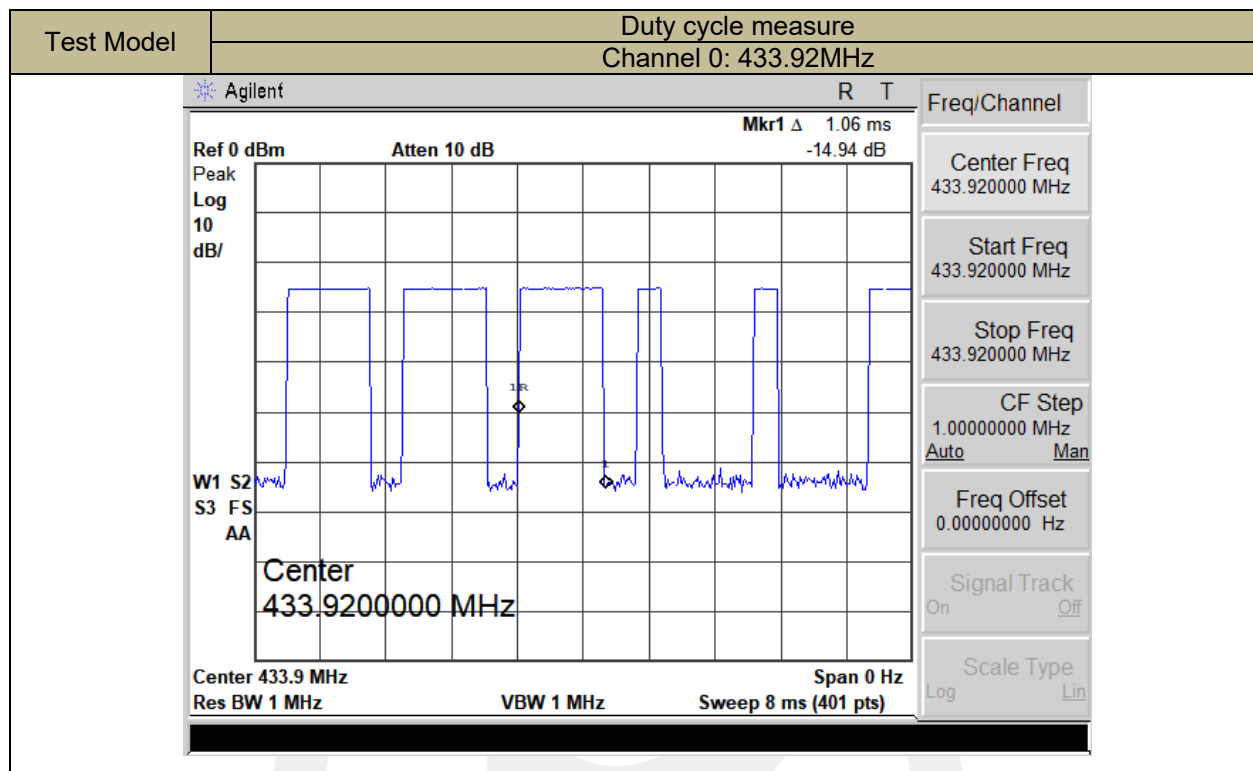 Test Model
Duty cycle measure
Channel 0: 433.92MHz
Agilent R T
Mkr1 Δ 1.06 ms
Ref 0 dBm Atten 10 dB -14.94 dB
Peak
Log
10
dB/
1R
1
W1 S2
S3 FS
AA
Center
433.9200000 MHz
Center 433.9 MHz Span 0 Hz
Res BW 1 MHz VBW 1 MHz Sweep 8 ms (401 pts)
Freq/Channel
Center Freq
433.920000 MHz
Start Freq
433.920000 MHz
Stop Freq
433.920000 MHz
CF Step
1.00000000 MHz
Auto Man
Freq Offset
0.00000000 Hz
Signal Track
On Off
Scale Type
Log Lin